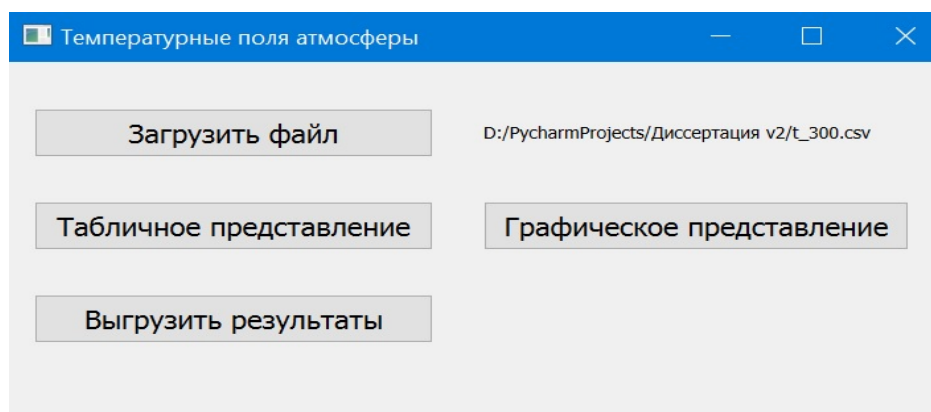 Температурные поля атмосферы
Загрузить файл
D:/PycharmProjects/Диссертация v2/t_300.csv
Табличное представление
Графическое представление
Выгрузить результаты